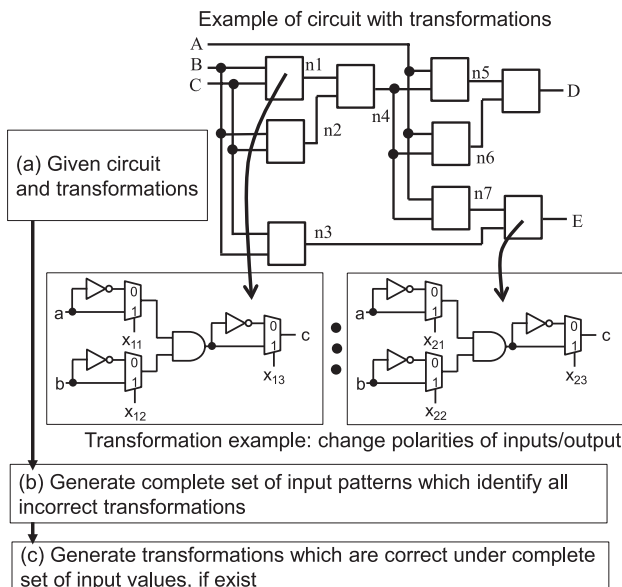 Example of circuit with transformations
A
B
C
n1
n2
n3
n4
n5
n6
n7
D
E
(a) Given circuit
and transformations
a
b
0
1
0
1
0
1
x11
x12
x13
c
a
b
0
1
0
1
0
1
x21
x22
x23
c
Transformation example: change polarities of inputs/output
(b) Generate complete set of input patterns which identify all
incorrect transformations
(c) Generate transformations which are correct under complete
set of input values, if exist